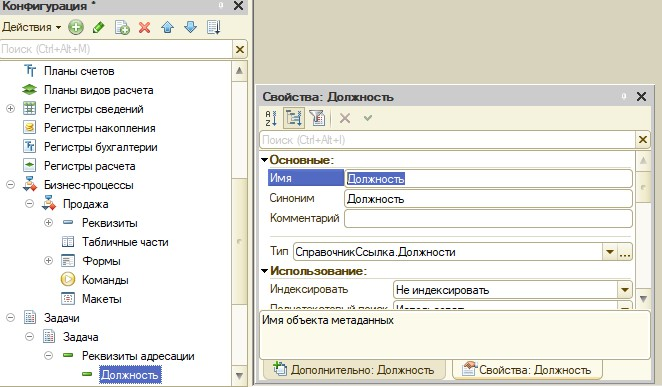 Конфигурация *
Действия
Поиск (Ctrl+Alt+M)
Планы счетов
Планы видов расчета
Регистры сведений
Регистры накопления
Регистры бухгалтерии
Регистры расчета
Бизнес-процессы
Продажа
Реквизиты
Табличные части
Формы
Команды
Макеты
Задачи
Задача
Реквизиты адресации
Должность
Свойства: Должность
Поиск (Ctrl+Alt+I)
Основные:
Имя Должность
Синоним Должность
Комментарий
Тип СправочникСсылка.Должности ...
Использование:
Индексировать Не индексировать
Полнотекстовый поиск Использовать
Имя объекта метаданных
Дополнительно: Должность Свойства: Должность